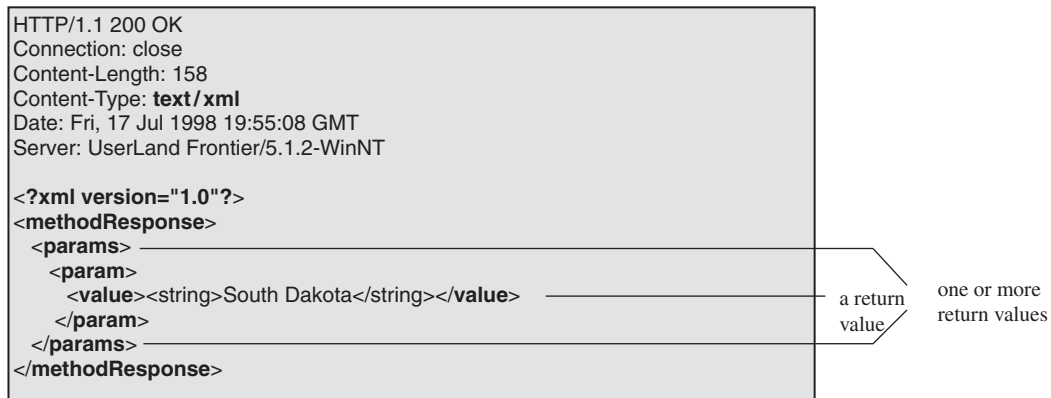 HTTP/1.1 200 OK
Connection: close
Content-Length: 158
Content-Type: text/xml
Date: Fri, 17 Jul 1998 19:55:08 GMT
Server: UserLand Frontier/5.1.2-WinNT
<?xml version="1.0"?>
<methodResponse>
<params>
<param>
<value><string>South Dakota</string></value>
</param>
</params>
</methodResponse>
a return
value
one or more
return values